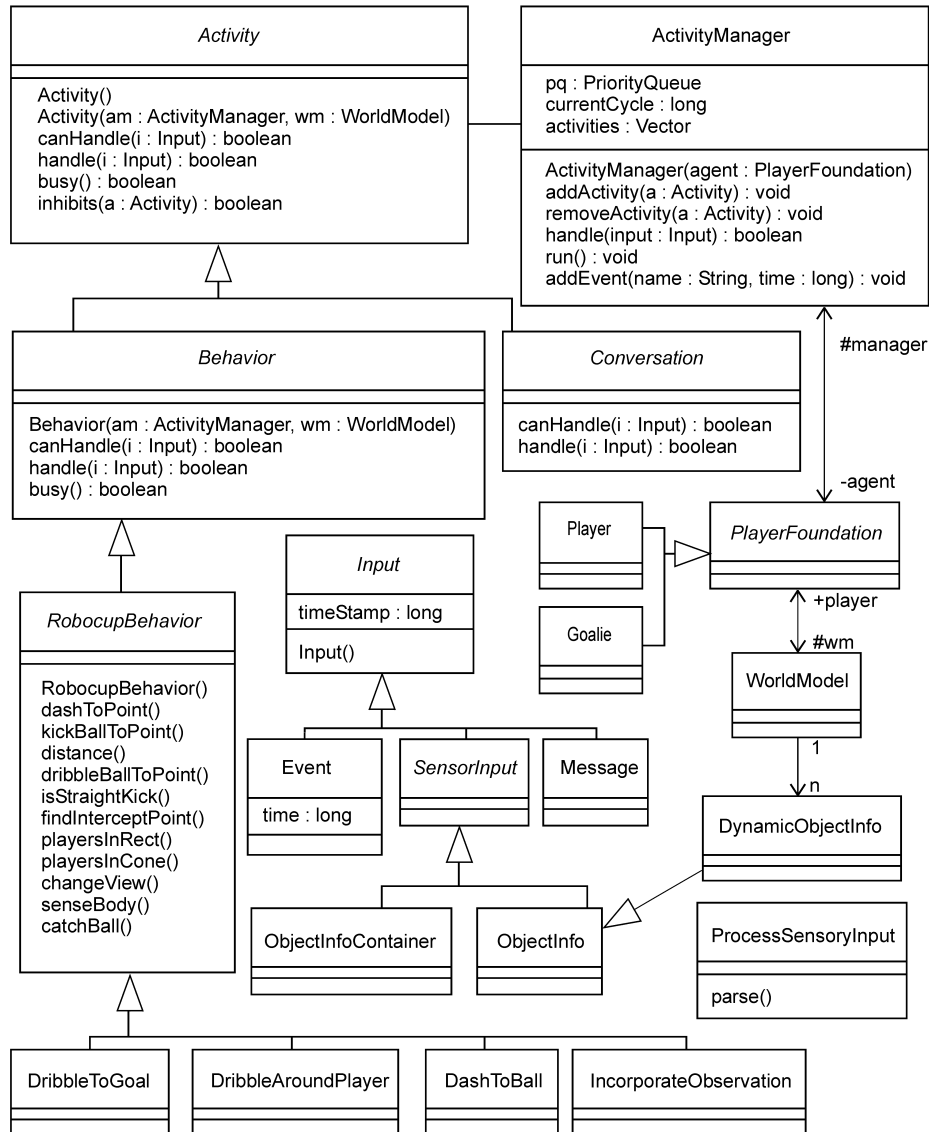 Activity
Activity()
Activity(am : ActivityManager, wm : WorldModel)
canHandle(i : Input) : boolean
handle(i : Input) : boolean
busy() : boolean
inhibits(a : Activity) : boolean
ActivityManager
pq : PriorityQueue
currentCycle : long
activities : Vector
ActivityManager(agent : PlayerFoundation)
addActivity(a : Activity) : void
removeActivity(a : Activity) : void
handle(input : Input) : boolean
run() : void
addEvent(name : String, time : long) : void
#manager
-agent
Behavior
Behavior(am : ActivityManager, wm : WorldModel)
canHandle(i : Input) : boolean
handle(i : Input) : boolean
busy() : boolean
Conversation
canHandle(i : Input) : boolean
handle(i : Input) : boolean
Player
Goalie
PlayerFoundation
+player
#wm
WorldModel
1
n
DynamicObjectInfo
Input
timeStamp : long
Input()
RobocupBehavior
RobocupBehavior()
dashToPoint()
kickBallToPoint()
distance()
dribbleBallToPoint()
isStraightKick()
findInterceptPoint()
playersInRect()
playersInCone()
changeView()
senseBody()
catchBall()
Event
time : long
SensorInput
Message
ObjectInfoContainer
ObjectInfo
ProcessSensoryInput
parse()
DribbleToGoal
DribbleAroundPlayer
DashToBall
IncorporateObservation